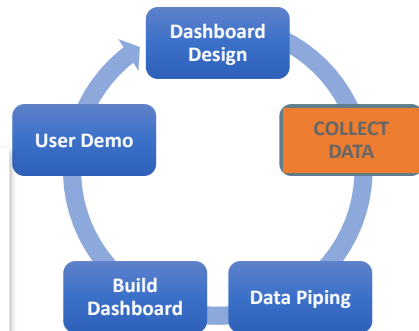 Dashboard
Design
COLLECT
DATA
Data Piping
Build
Dashboard
User Demo